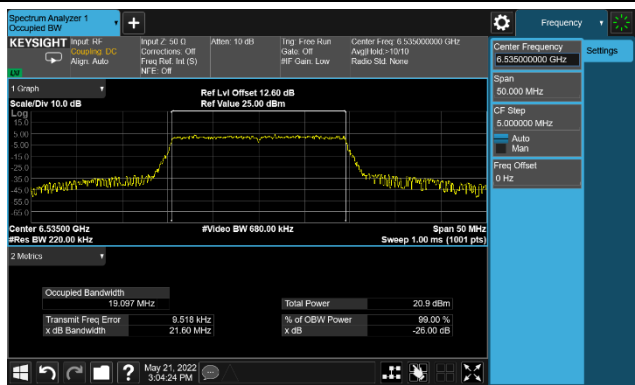 Spectrum Analyzer 1
Occupied BW
Frequency
KEYSIGHT Input: RF
Coupling: DC
Align: Auto
Input Z: 50 Ω
Corrections: Off
Freq Ref: Int (S)
NFE: Off
Atten: 10 dB
Trig: Free Run
Gate: Off
#IF Gain: Low
Center Freq: 6.535000000 GHz
Avg|Hold:>10/10
Radio Std: None
LXI
Center Frequency
6.535000000 GHz
Settings
Span
50.000 MHz
CF Step
5.000000 MHz
Auto
Man
Freq Offset
0 Hz
1 Graph
Scale/Div 10.0 dB
Ref Lvl Offset 12.60 dB
Ref Value 25.00 dBm
Log
15.0
5.00
-5.00
-15.0
-25.0
-35.0
-45.0
-55.0
-65.0
Center 6.53500 GHz
#Res BW 220.00 kHz
#Video BW 680.00 kHz
Span 50 MHz
Sweep 1.00 ms (1001 pts)
2 Metrics
Occupied Bandwidth
19.097 MHz
Transmit Freq Error 9.518 kHz
x dB Bandwidth 21.60 MHz
Total Power 20.9 dBm
% of OBW Power 99.00 %
x dB -26.00 dB
May 21, 2022
3:04:24 PM